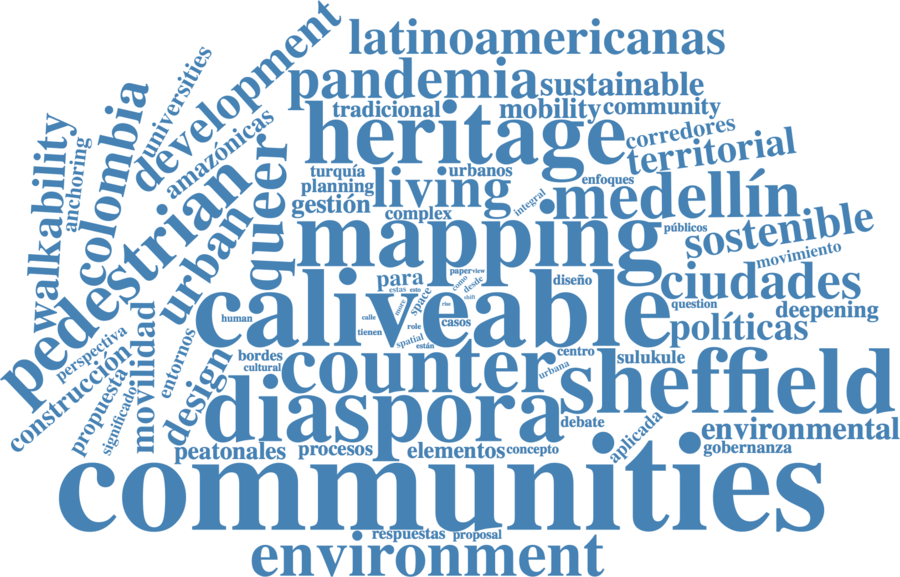 latinoamericanas
pandemia
sustainable
development
universities
tradicional
mobility
community
heritage
corredores
territorial
colombia
walkability
anchoring
amazónicas
turquía
urbanos
planning
living
enfoques
integral
medellín
gestión
complex
pedestrian
urban
queer
mapping
públicos
sostenible
movimiento
para
paper
view
como
desde
shift
diseño
ciudades
estas
este
more
space
rise
question
deepening
caliveable
human
calle
tienen
role
casos
spatial
están
políticas
perspectiva
construcción
propuesta
significado
movilidad
entornos
design
bordes
cultural
counter
centro
urbana
sulukule
sheffield
diaspora
debate
aplicada
environmental
peatonales
procesos
elementos
concepto
gobernanza
communities
respuestas
proposal
environment